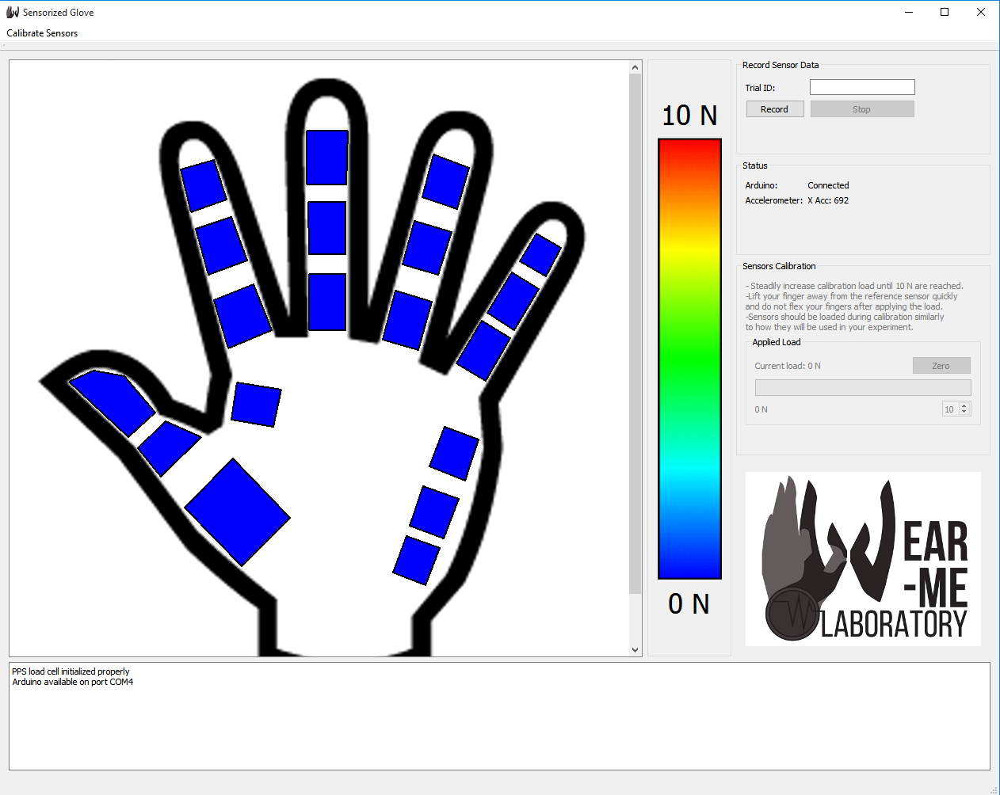 Sensorized Glove
Calibrate Sensors
10 N
0 N
Record Sensor Data
Trial ID:
Record Stop
Status
Arduino: Connected
Accelerometer: X Acc: 692
Sensors Calibration
- Steadily increase calibration load until 10 N are reached.
-Lift your finger away from the reference sensor quickly
and do not flex your fingers after applying the load.
-Sensors should be loaded during calibration similarly
to how they will be used in your experiment.
Applied Load
Current load: 0 N Zero
0 N 10
WEAR
-ME
LABORATORY
PPS load cell initialized properly
Arduino available on port COM4